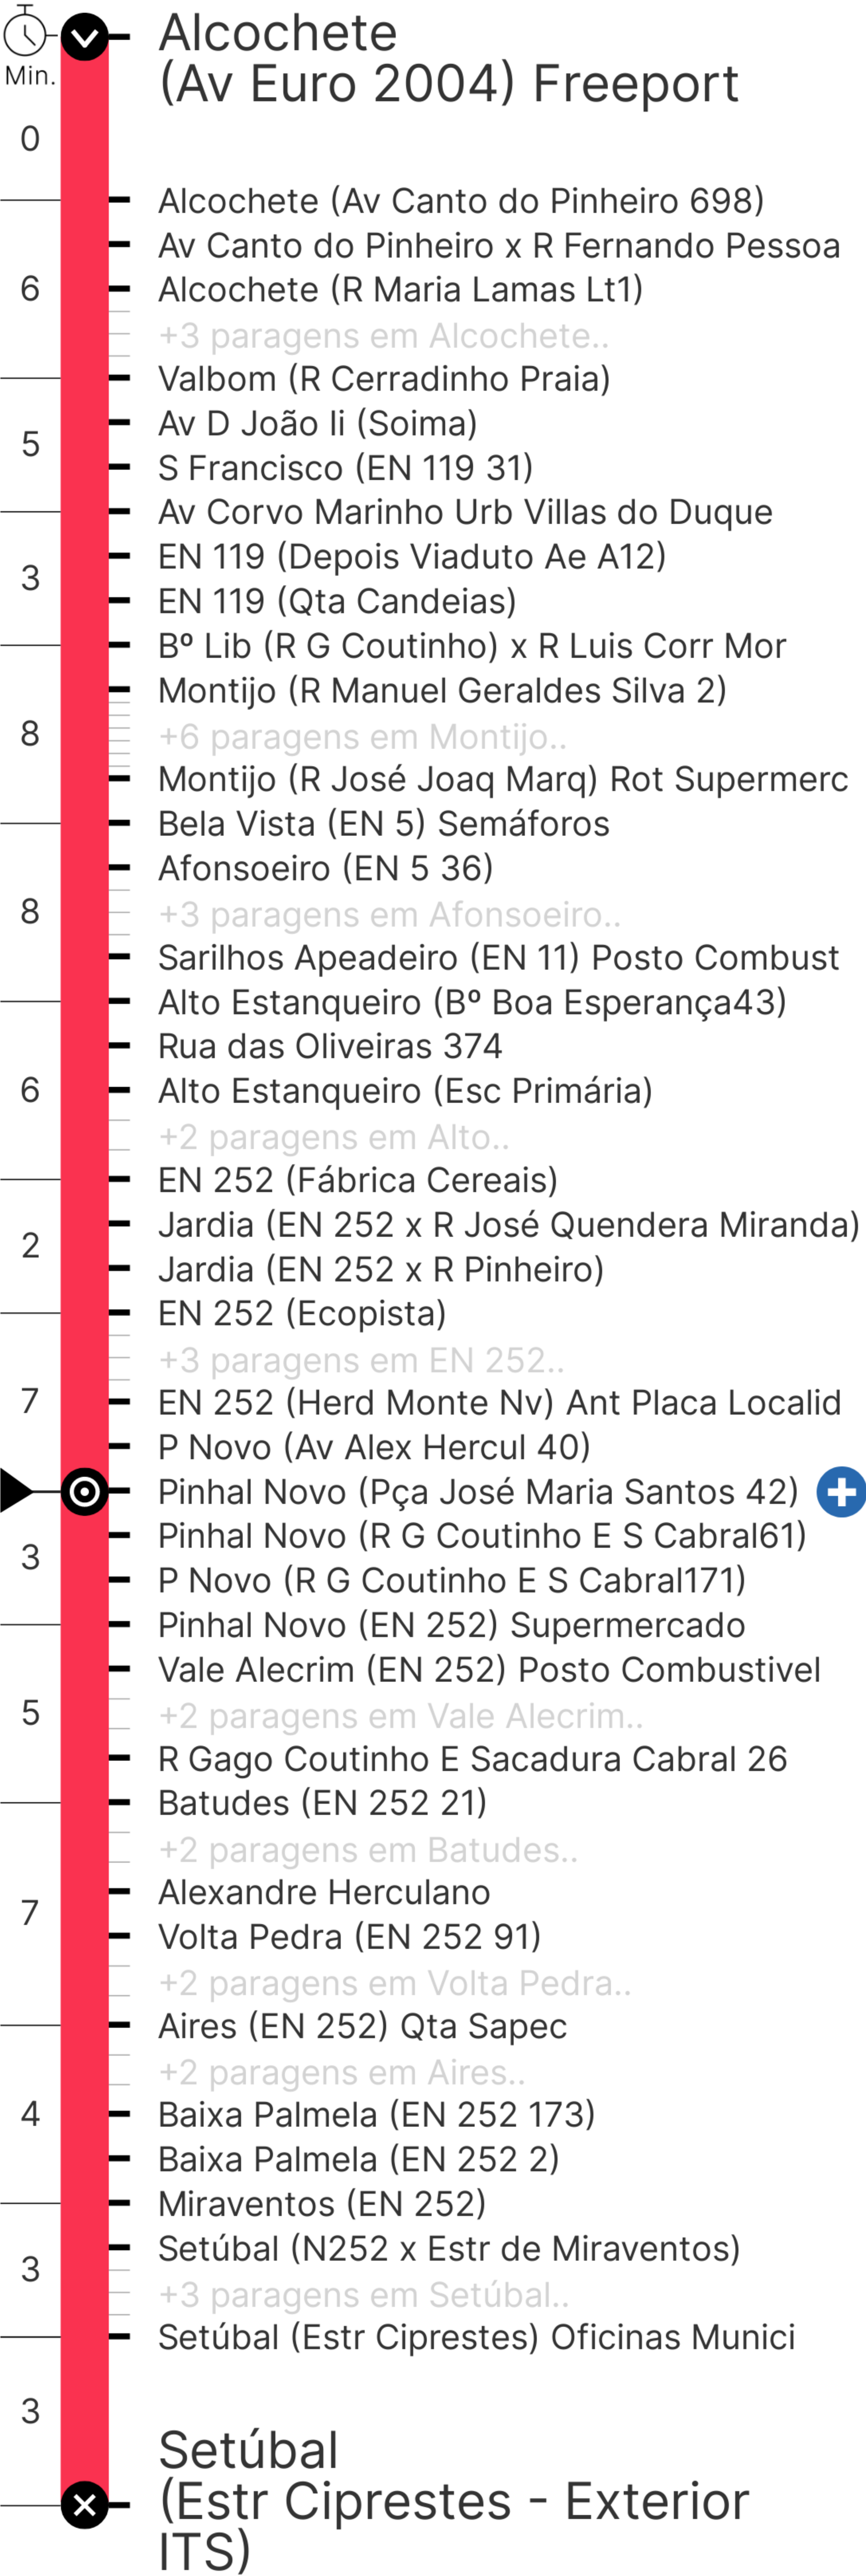 Alcochete
(Av Euro 2004) Freeport
Min.
0
Alcochete (Av Canto do Pinheiro 698)
Av Canto do Pinheiro x R Fernando Pessoa
6
Alcochete (R Maria Lamas Lt1)
+3 paragens em Alcochete..
Valbom (R Cerradinho Praia)
Av D João Ii (Soima)
5
S Francisco (EN 119 31)
Av Corvo Marinho Urb Villas do Duque
EN 119 (Depois Viaduto Ae A12)
3
EN 119 (Qta Candeias)
Bº Lib (R G Coutinho) x R Luis Corr Mor
Montijo (R Manuel Geraldes Silva 2)
8
+6 paragens em Montijo..
Montijo (R José Joaq Marq) Rot Supermerc
Bela Vista (EN 5) Semáforos
Afonsoeiro (EN 5 36)
8
+3 paragens em Afonsoeiro..
Sarilhos Apeadeiro (EN 11) Posto Combust
Alto Estanqueiro (Bº Boa Esperança43)
Rua das Oliveiras 374
6
Alto Estanqueiro (Esc Primária)
+2 paragens em Alto..
EN 252 (Fábrica Cereais)
Jardia (EN 252 x R José Quendera Miranda)
2
Jardia (EN 252 x R Pinheiro)
EN 252 (Ecopista)
+3 paragens em EN 252..
7
EN 252 (Herd Monte Nv) Ant Placa Localid
P Novo (Av Alex Hercul 40)
Pinhal Novo (Pça José Maria Santos 42)
Pinhal Novo (R G Coutinho E S Cabral61)
3
P Novo (R G Coutinho E S Cabral171)
Pinhal Novo (EN 252) Supermercado
Vale Alecrim (EN 252) Posto Combustivel
5
+2 paragens em Vale Alecrim..
R Gago Coutinho E Sacadura Cabral 26
Batudes (EN 252 21)
+2 paragens em Batudes..
Alexandre Herculano
7
Volta Pedra (EN 252 91)
+2 paragens em Volta Pedra..
Aires (EN 252) Qta Sapec
+2 paragens em Aires..
4
Baixa Palmela (EN 252 173)
Baixa Palmela (EN 252 2)
Miraventos (EN 252)
Setúbal (N252 x Estr de Miraventos)
3
+3 paragens em Setúbal..
Setúbal (Estr Ciprestes) Oficinas Munici
3
Setúbal
(Estr Ciprestes - Exterior
ITS)